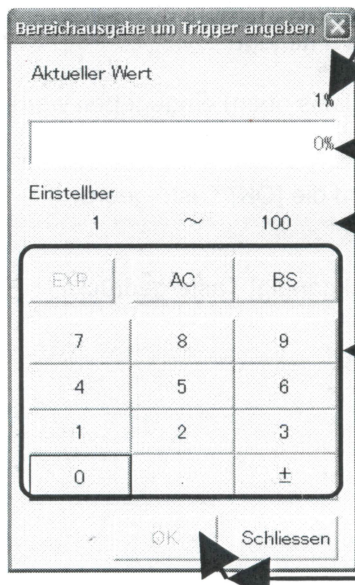 Bereichausgabe um Trigger angeben
Aktueller Wert
1%
0%
Einstellber
1 ~ 100
EXP. AC BS
7 8 9
4 5 6
1 2 3
0 . ±
OK Schliessen